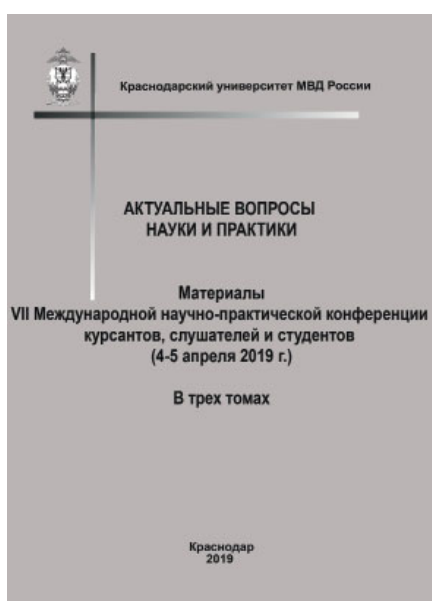 Краснодарский университет МВД России
АКТУАЛЬНЫЕ ВОПРОСЫ
НАУКИ И ПРАКТИКИ
Материалы
VII Международной научно-практической конференции
курсантов, слушателей и студентов
(4-5 апреля 2019 г.)
В трех томах
Краснодар
2019